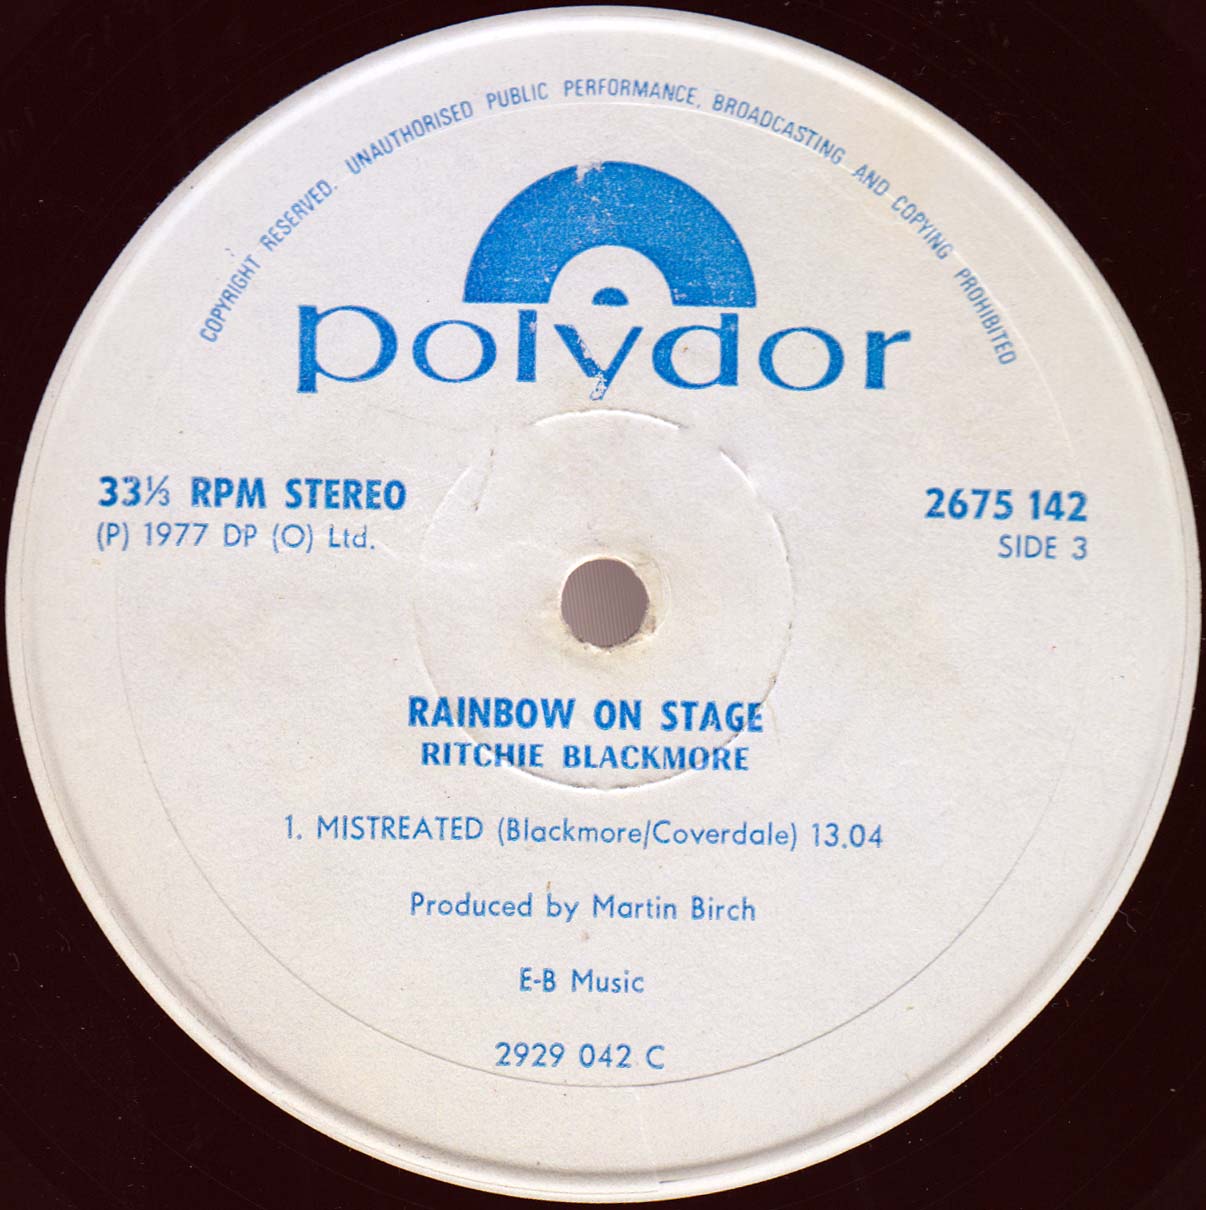 COPYRIGHT RESERVED. UNAUTHORISED PUBLIC PERFORMANCE, BROADCASTING AND COPYING PROHIBITED
polydor
33⅓ RPM STEREO
(P) 1977 DP (O) Ltd.
2675 142
SIDE 3
RAINBOW ON STAGE
RITCHIE BLACKMORE
1. MISTREATED (Blackmore/Coverdale) 13.04
Produced by Martin Birch
E-B Music
2929 042 C